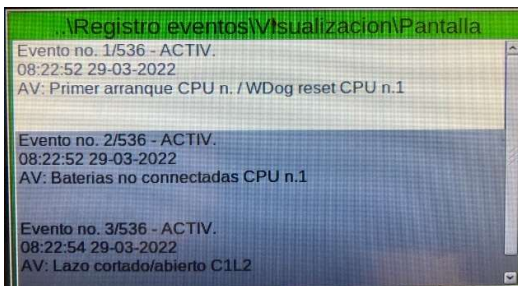 ..\Registro eventos\Visualizacion\Pantalla
Evento no. 1/536 - ACTIV.
08:22:52 29-03-2022
AV: Primer arranque CPU n. / WDog reset CPU n.1
Evento no. 2/536 - ACTIV.
08:22:52 29-03-2022
AV: Baterias no connectadas CPU n.1
Evento no. 3/536 - ACTIV.
08:22:54 29-03-2022
AV: Lazo cortado/abierto C1L2